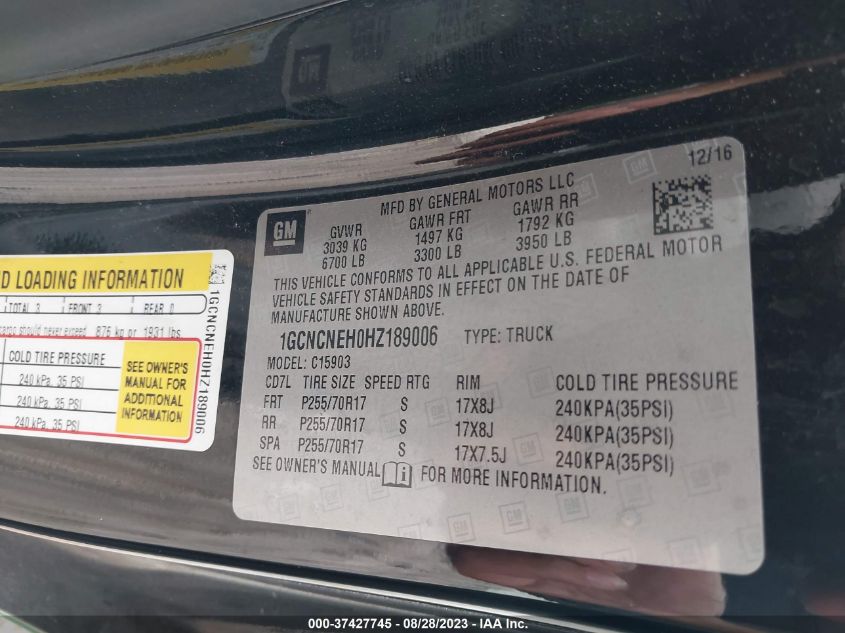 12/16
GM
MFD BY GENERAL MOTORS LLC
GVWR GAWR FRT GAWR RR
3039 KG 1497 KG 1792 KG
6700 LB 3300 LB 3950 LB
THIS VEHICLE CONFORMS TO ALL APPLICABLE U.S. FEDERAL MOTOR
VEHICLE SAFETY STANDARDS IN EFFECT ON THE DATE OF
MANUFACTURE SHOWN ABOVE.
1GCNCNEH0HZ189006 TYPE: TRUCK
MODEL: C15903
CD7L TIRE SIZE SPEED RTG RIM COLD TIRE PRESSURE
FRT P255/70R17 S 17X8J 240KPA(35PSI)
RR P255/70R17 S 17X8J 240KPA(35PSI)
SPA P255/70R17 S 17X7.5J 240KPA(35PSI)
SEE OWNER'S MANUAL FOR MORE INFORMATION.
LOADING INFORMATION
TOTAL 3 FRONT 3 REAR 0
cargo should never exceed 876 kg or 1931 lbs
COLD TIRE PRESSURE
240 kPa, 35 PSI
240 kPa, 35 PSI
240 kPa, 35 PSI
SEE OWNER'S
MANUAL FOR
ADDITIONAL
INFORMATION
1GCNCNEH0HZ189006
000-37427745 - 08/28/2023 - IAA Inc.